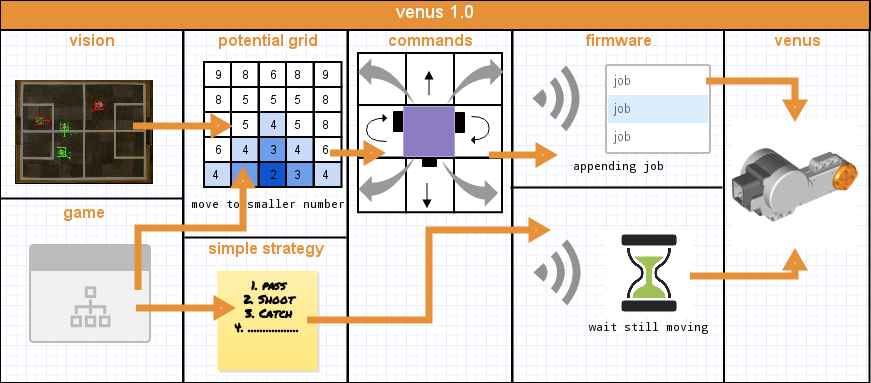 venus 1.0
vision
potential grid
commands
firmware
venus
9 8 6 8 9
8 5 5 5 8
5 4 5 8
6 4 3 4 6
4 2 3 4
move to smaller number
job
job
job
appending job
game
simple strategy
1. PASS
2. SHOOT
3. CATCH
4. ..................
wait still moving